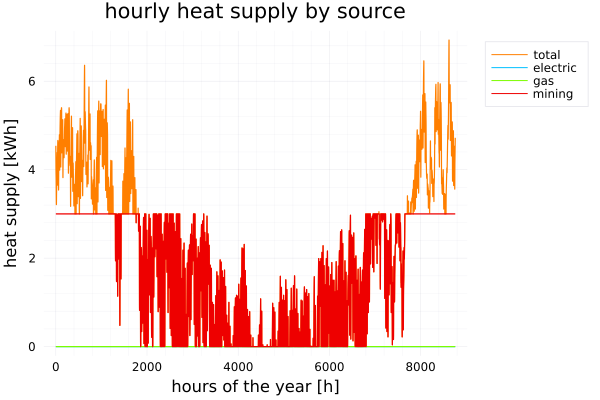 hourly heat supply by source
total
electric
gas
mining
heat supply [kWh]
6
4
2
0
0
2000
4000
6000
8000
hours of the year [h]